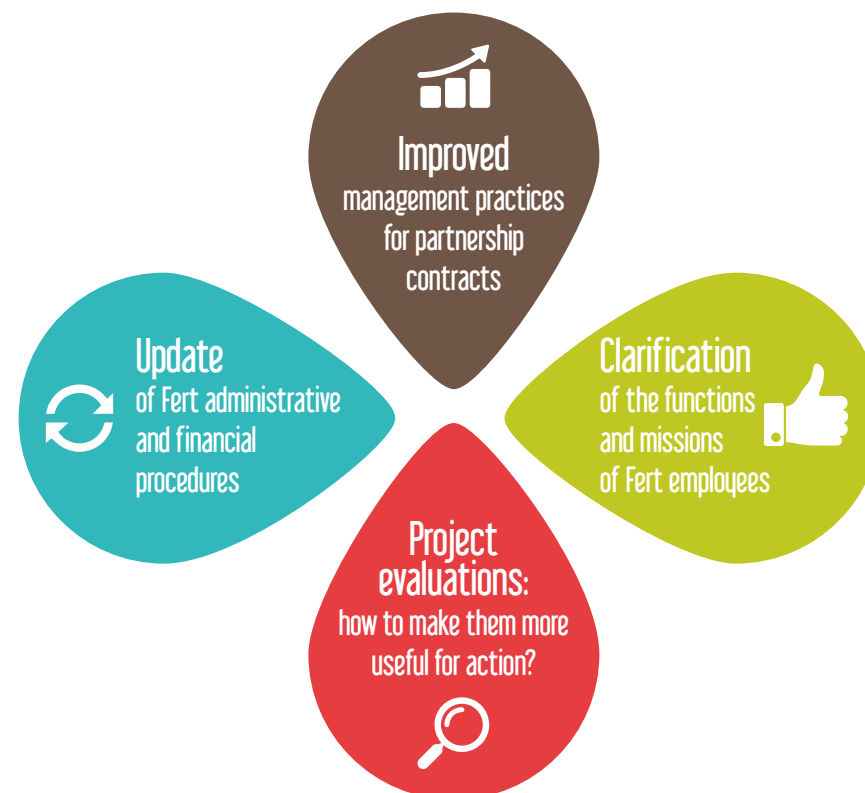 Improved
management practices
for partnership
contracts
Update
of Fert administrative
and financial
procedures
Clarification
of the functions
and missions
of Fert employees
Project
evaluations:
how to make them more
useful for action?